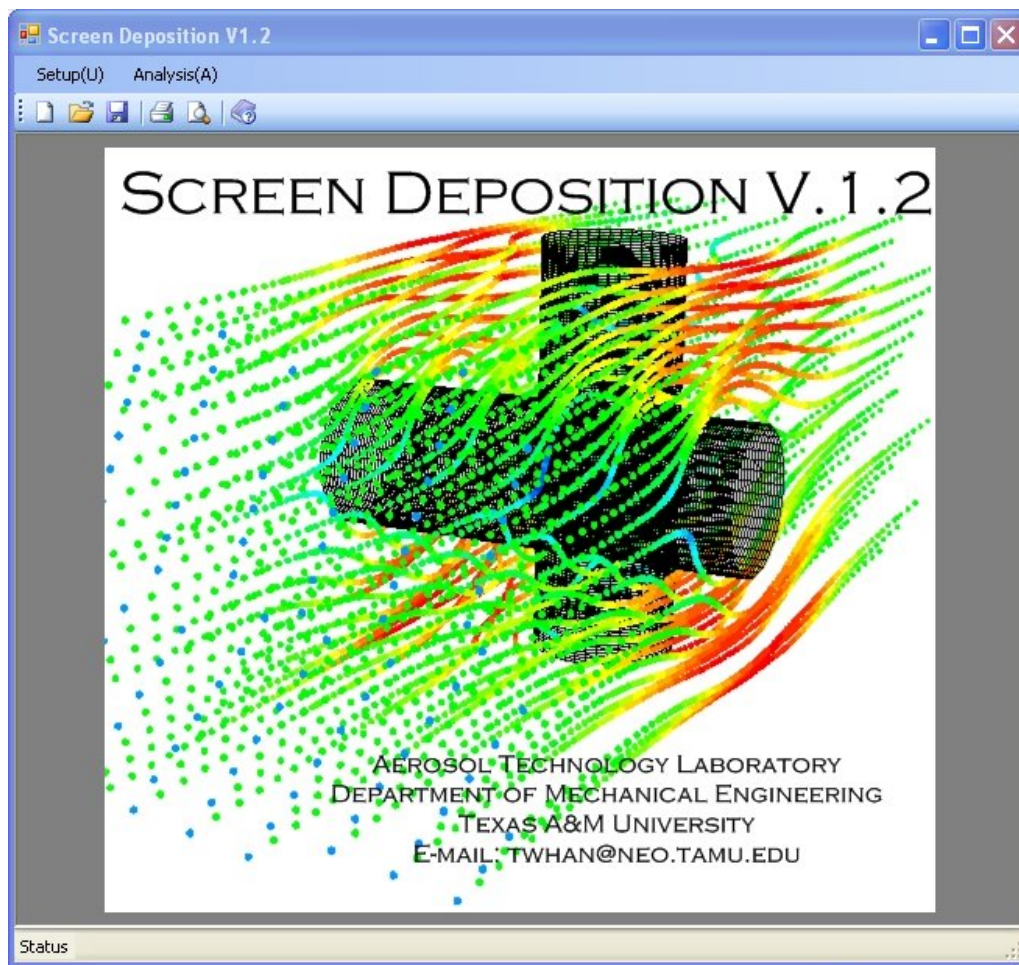 Screen Deposition V1.2
Setup(U) Analysis(A)
SCREEN DEPOSITION V.1.2
AEROSOL TECHNOLOGY LABORATORY
DEPARTMENT OF MECHANICAL ENGINEERING
TEXAS A&M UNIVERSITY
E-MAIL: TWHAN@NEO.TAMU.EDU
Status